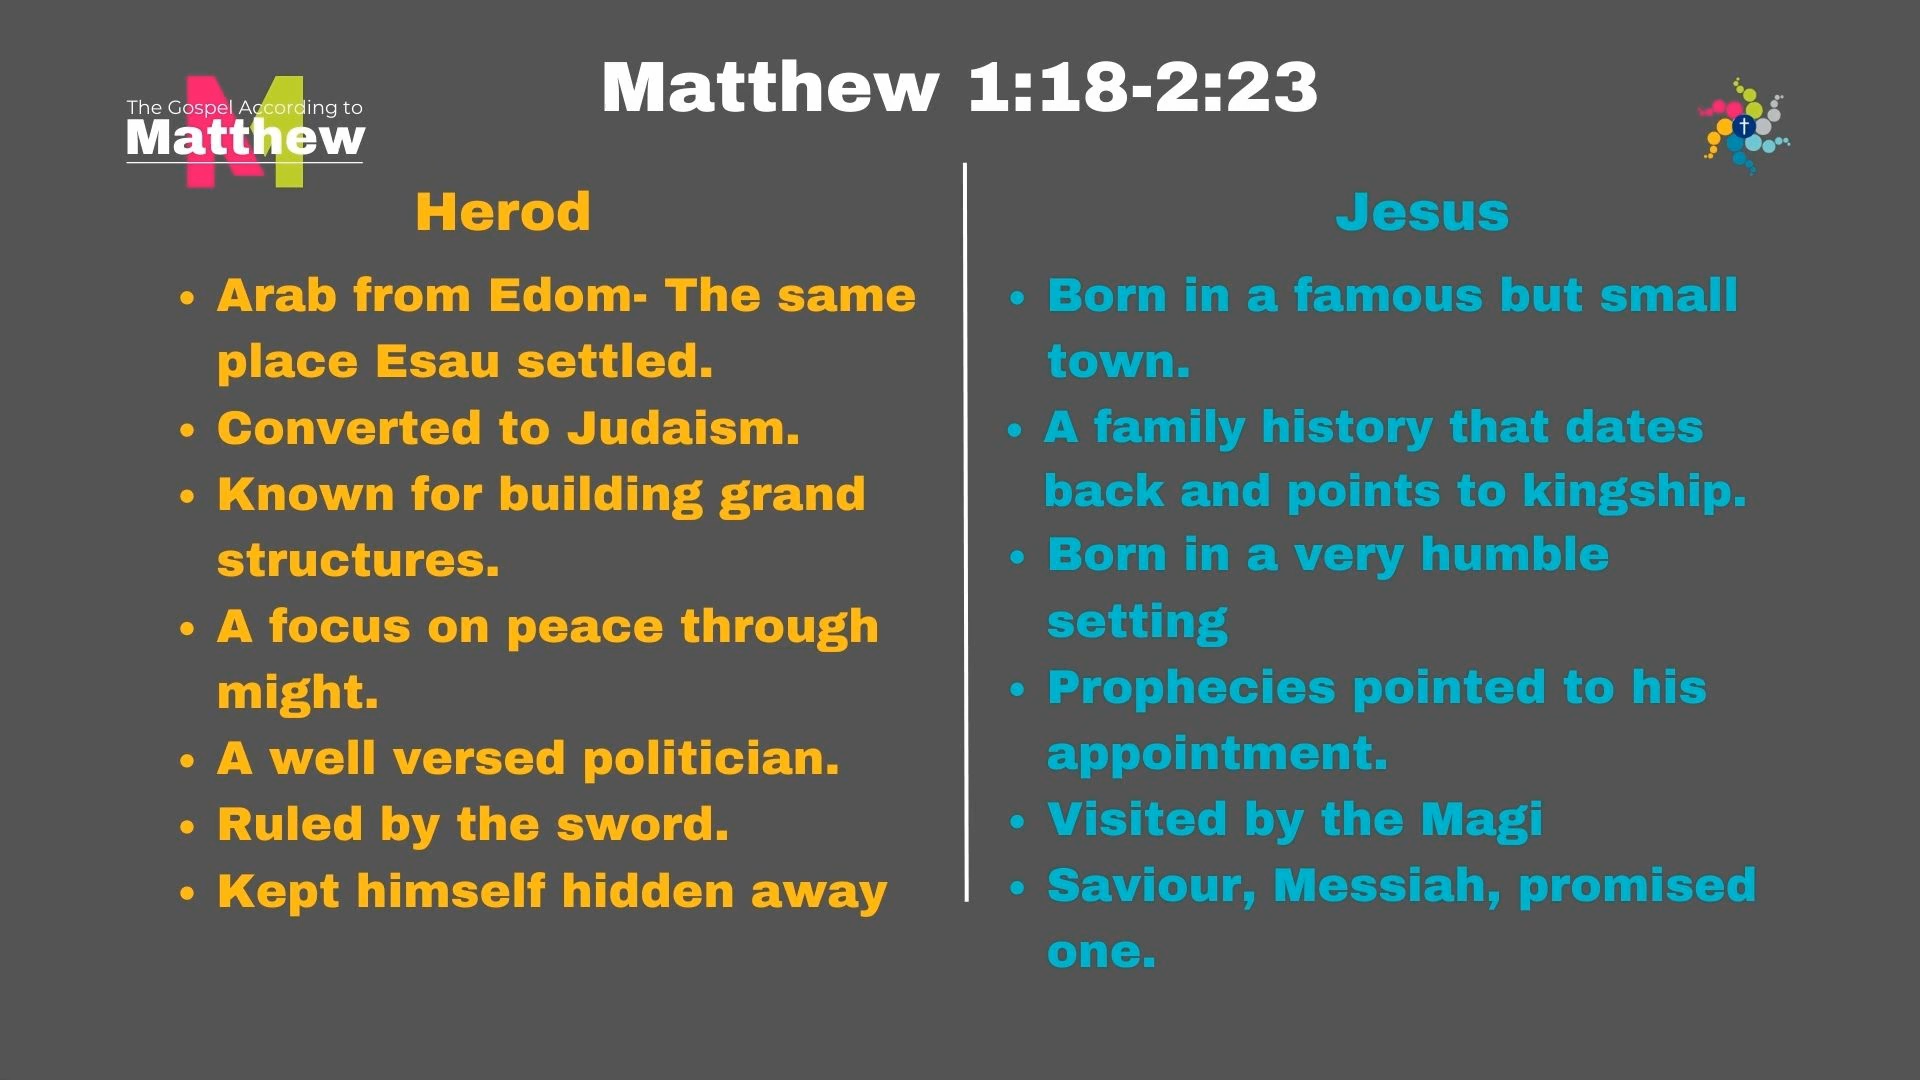 Matthew 1:18-2:23
The Gospel According to
Matthew
Herod
• Arab from Edom- The same
place Esau settled.
• Converted to Judaism.
• Known for building grand
structures.
• A focus on peace through
might.
• A well versed politician.
• Ruled by the sword.
• Kept himself hidden away
Jesus
• Born in a famous but small
town.
• A family history that dates
back and points to kingship.
• Born in a very humble
setting
• Prophecies pointed to his
appointment.
• Visited by the Magi
• Saviour, Messiah, promised
one.